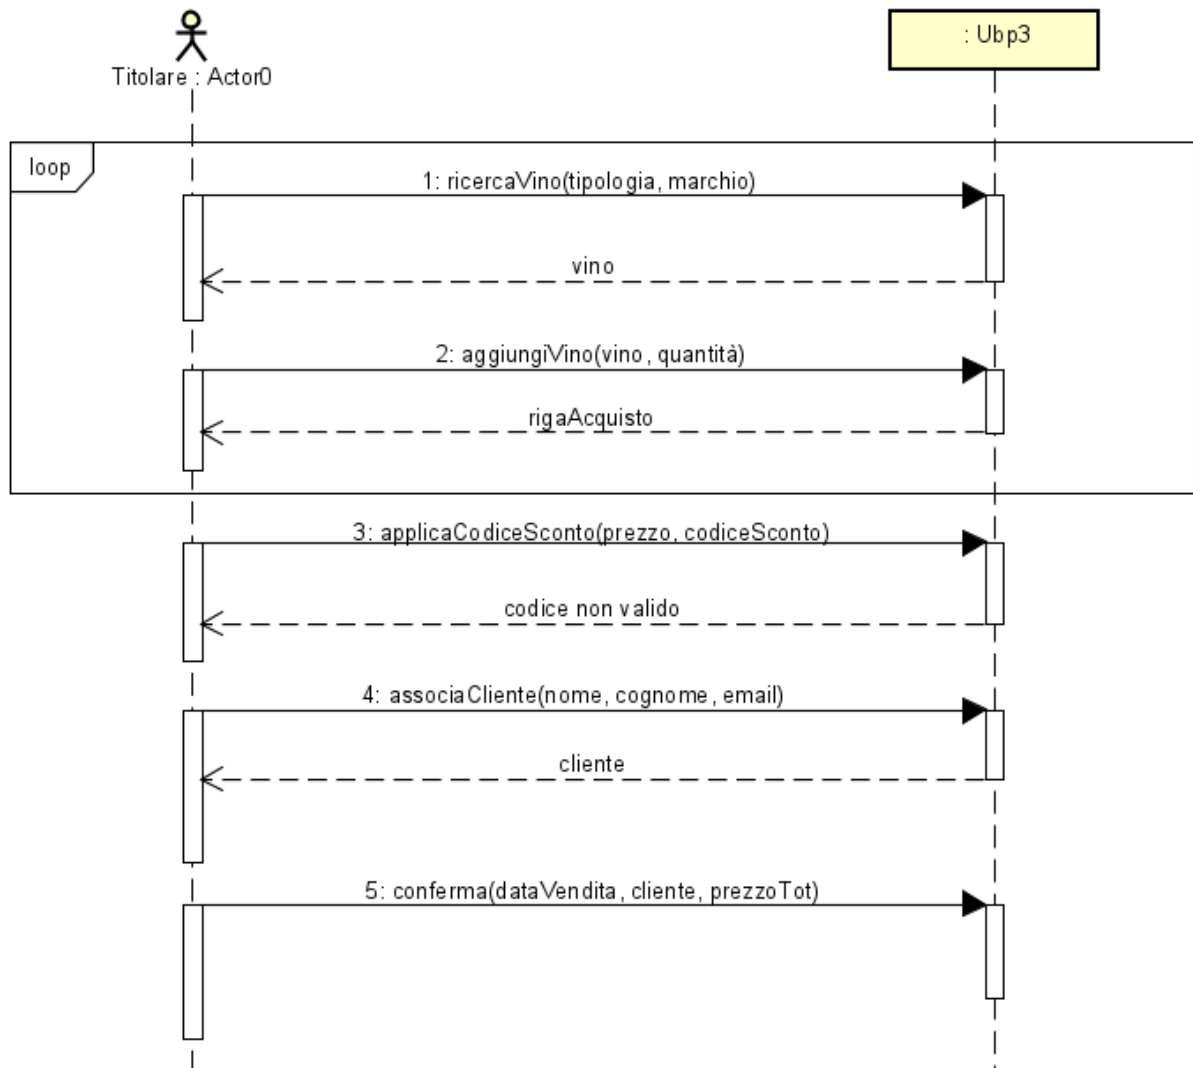 Titolare : Actor0
: Ubp3
loop
1: ricercaVino(tipologia, marchio)
vino
2: aggiungiVino(vino, quantità)
rigaAcquisto
3: applicaCodiceSconto(prezzo, codiceSconto)
codice non valido
4: associaCliente(nome, cognome, email)
cliente
5: conferma(dataVendita, cliente, prezzoTot)